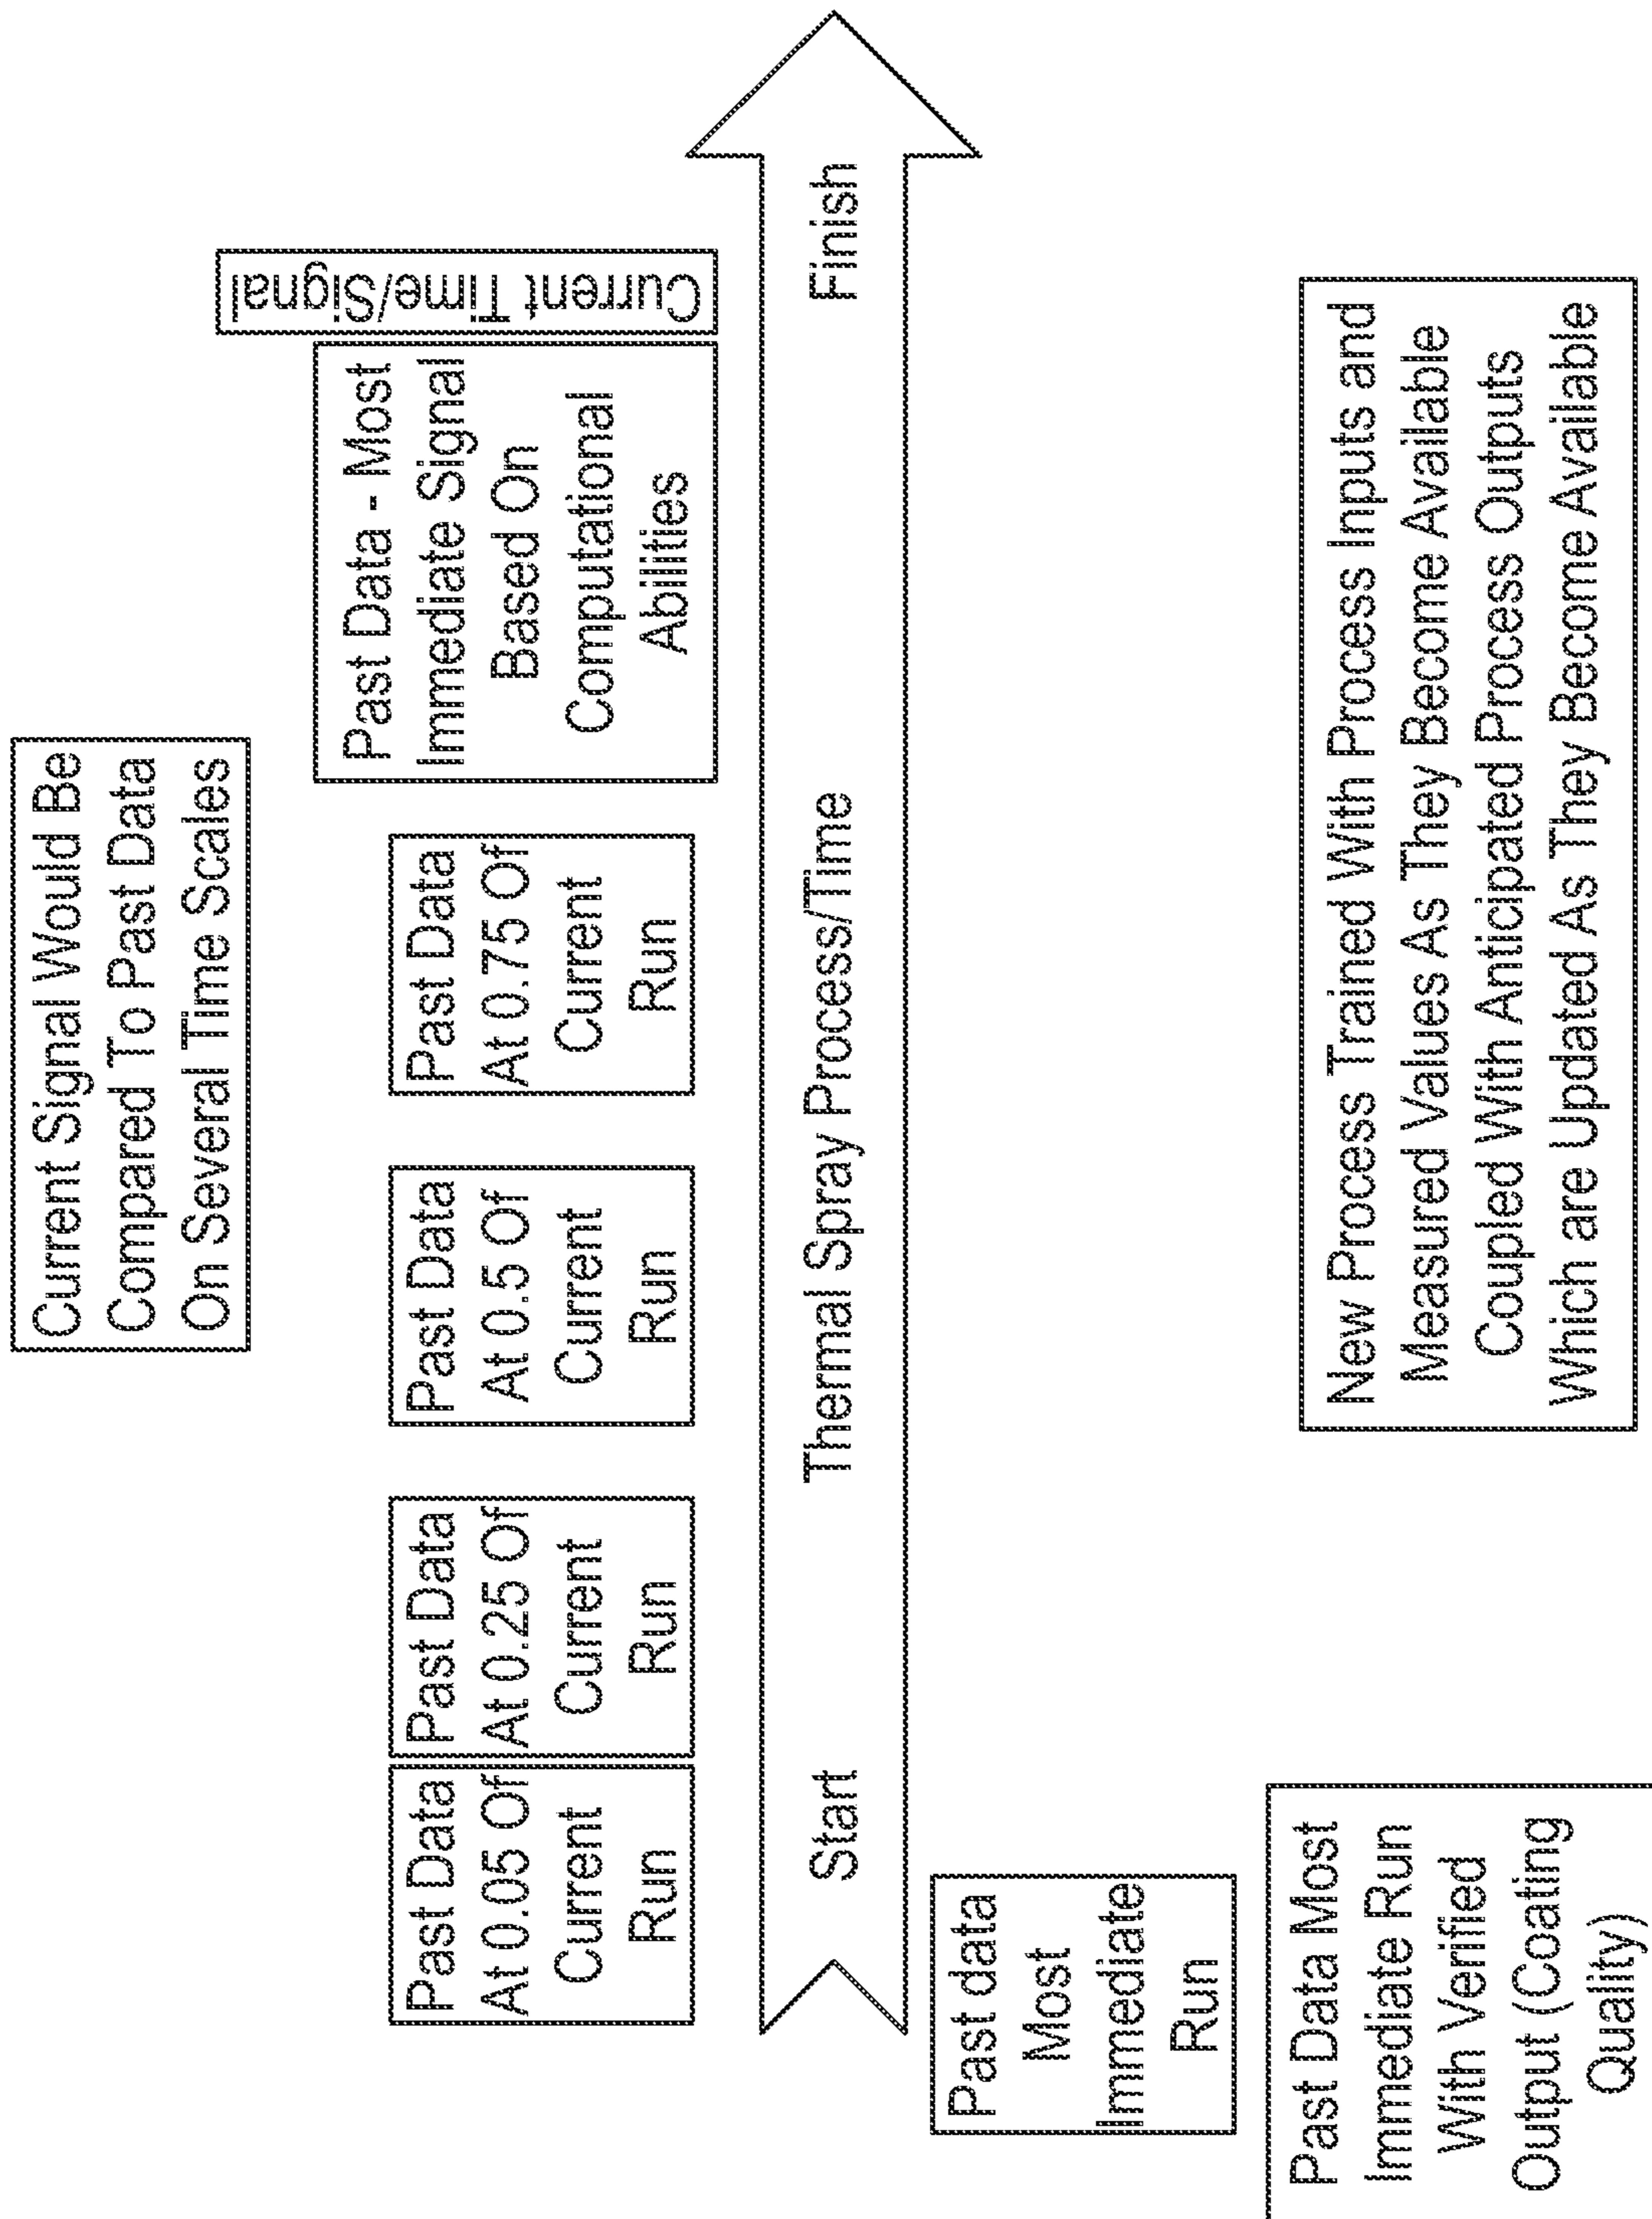 Current Signal Would Be
Compared To Past Data
On Several Time Scales
Past Data
At 0.05 Of
Current
Run
Past Data
At 0.25 Of
Current
Run
Past Data
At 0.5 Of
Current
Run
Past Data
At 0.75 Of
Current
Run
Past Data - Most
Immediate Signal
Based On
Computational
Abilities
Current Time/Signal
Start
Thermal Spray Process/Time
Finish
Past data
Most
Immediate
Run
Past Data Most
Immediate Run
With Verified
Output (Coating
Quality)
New Process Trained With Process Inputs and
Measured Values As They Become Available
Coupled With Anticipated Process Outputs
Which are Updated As They Become Available